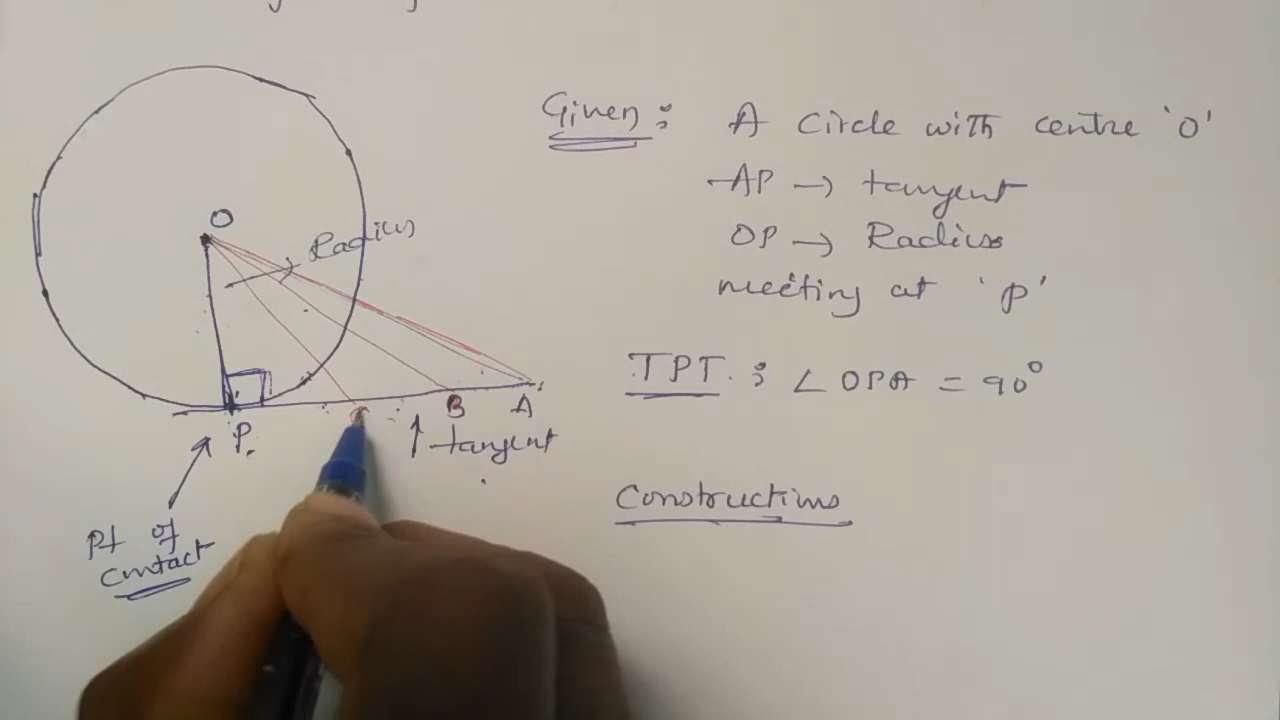 Given : A Circle with centre 'O'
AP → tangent
OP → Radius
meeting at 'P'
TPT : ∠OPA = 90°
Constructions
O
Radius
P.
B
A
tangent
Pt of
Contact